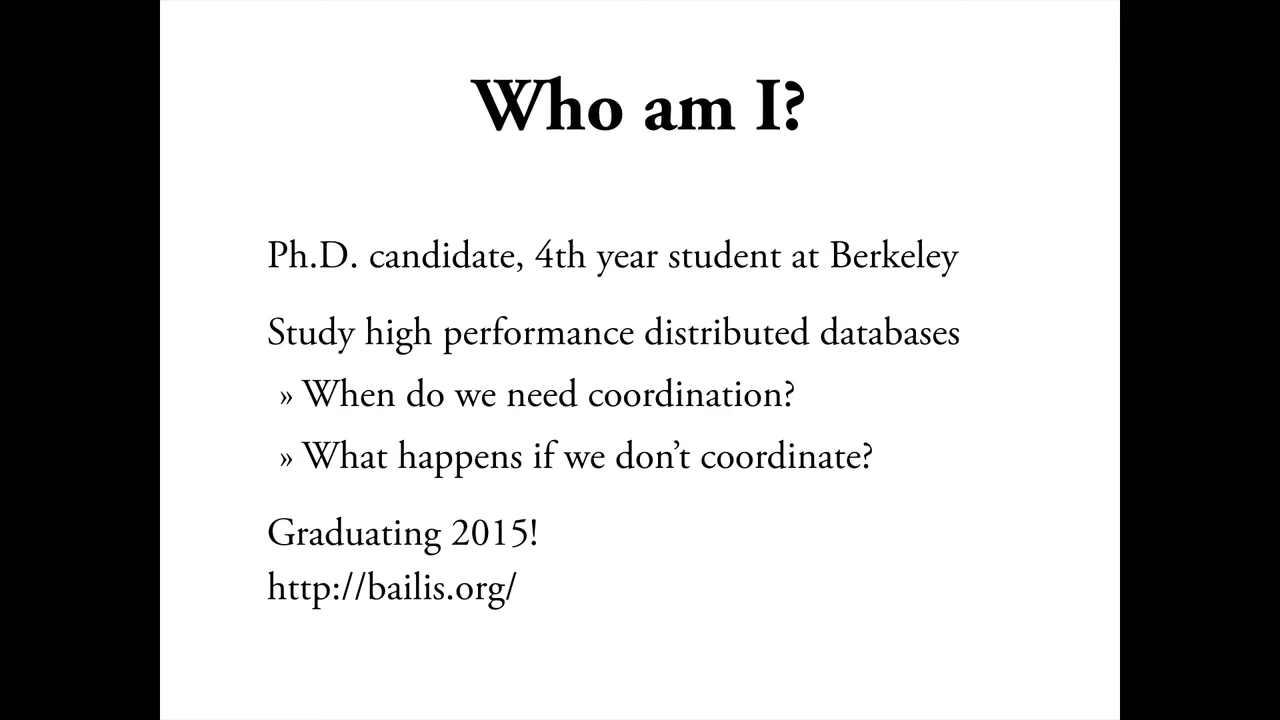 Who am I?
Ph.D. candidate, 4th year student at Berkeley
Study high performance distributed databases
» When do we need coordination?
» What happens if we don’t coordinate?
Graduating 2015!
http://bailis.org/